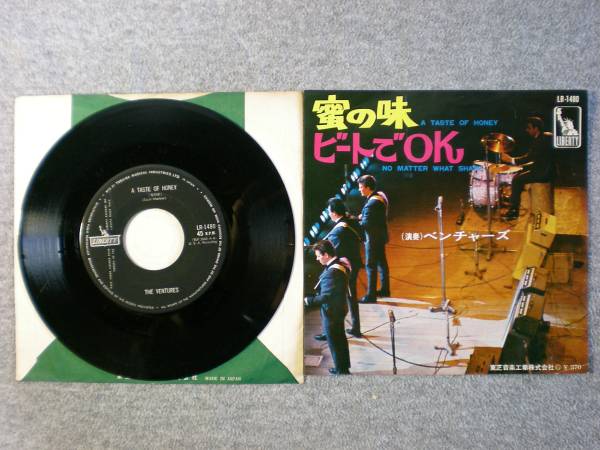 A TASTE OF HONEY
LIBERTY
LR-1480
45 R.P.M.
THE VENTURES
MADE IN JAPAN
LR-1480
LIBERTY
蜜の味
A TASTE OF HONEY
ビートでOK
NO MATTER WHAT SHAPE
(演奏)ベンチャーズ
東芝音楽工業株式会社
¥370